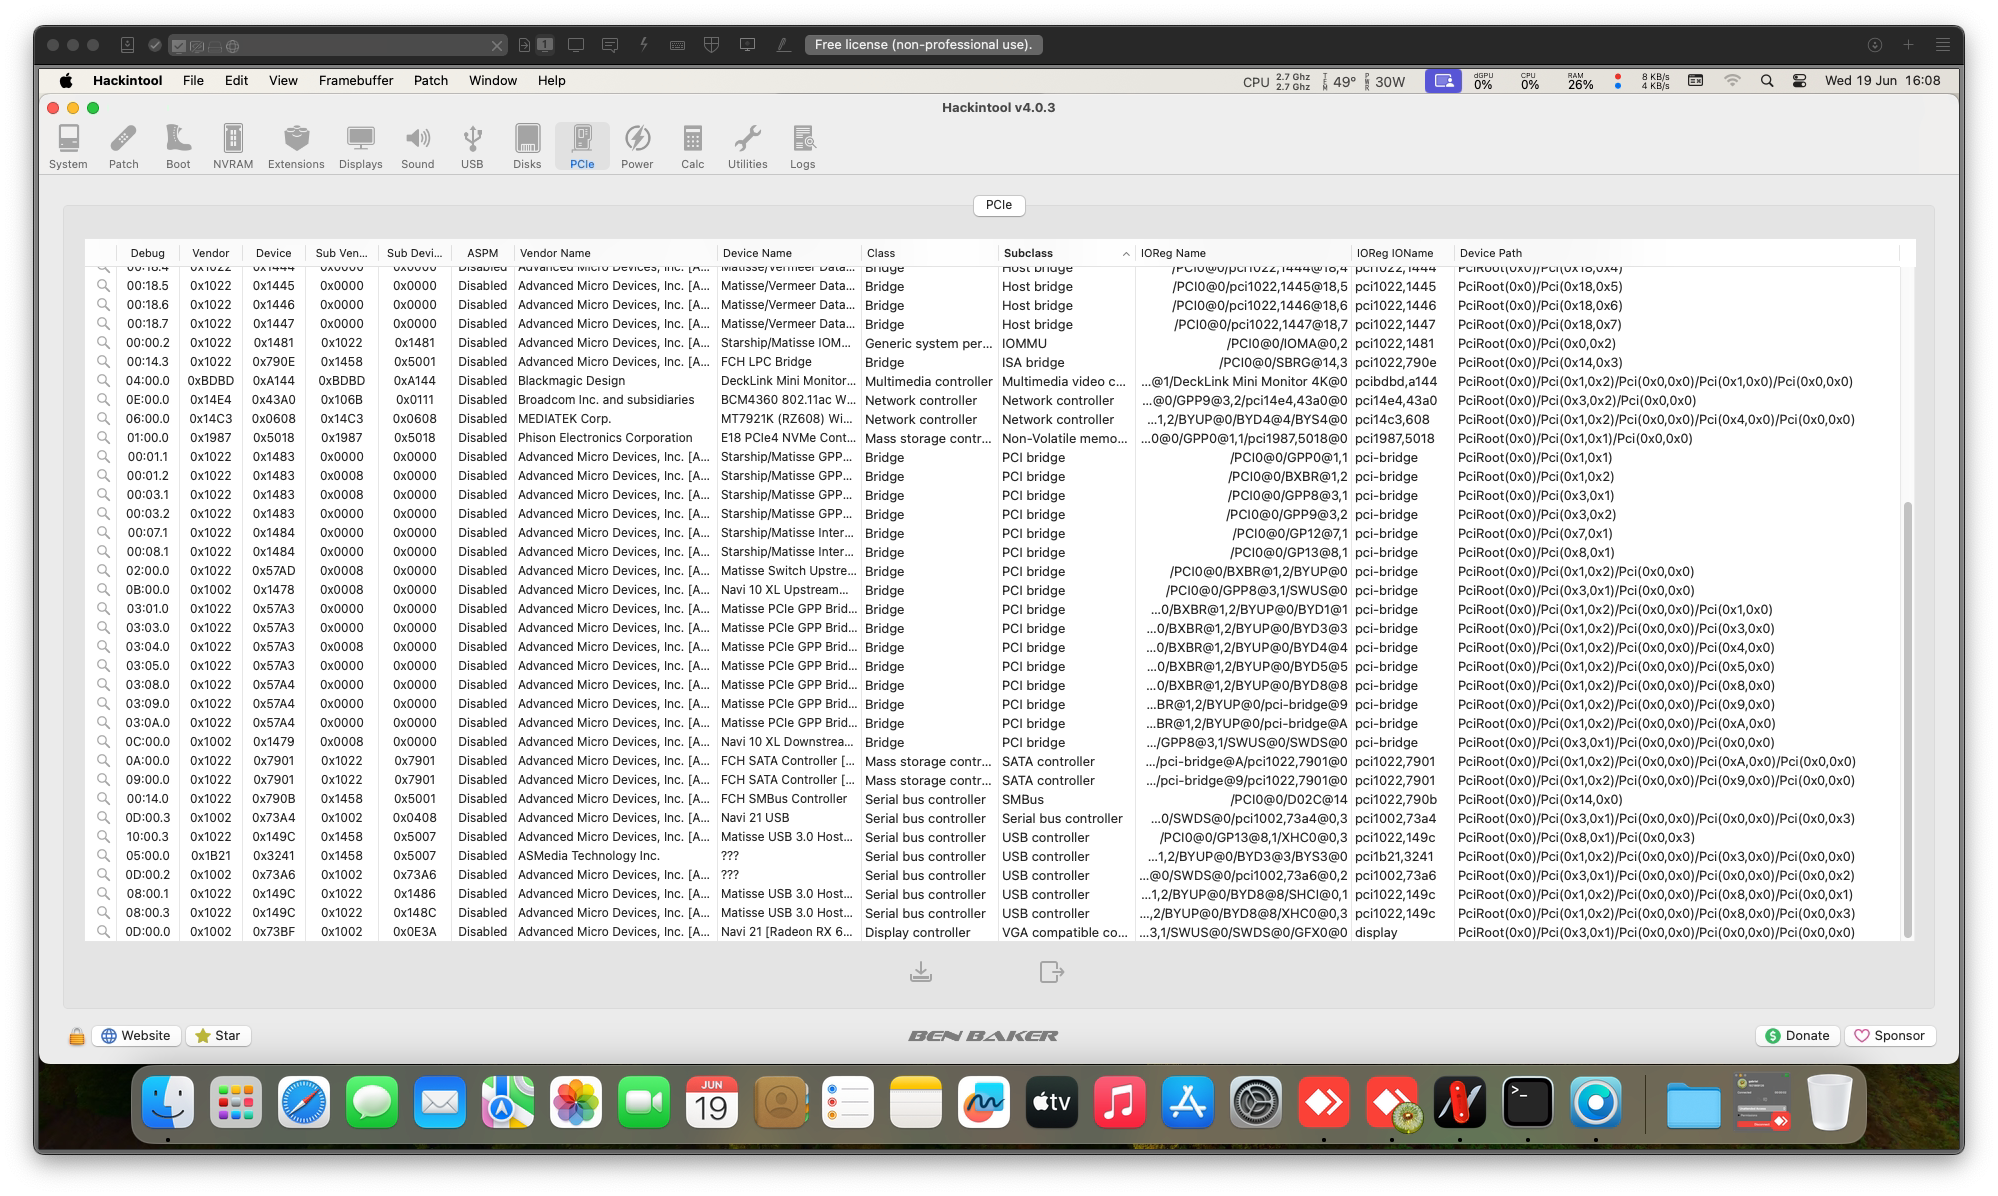 1 Free license (non-professional use).
Hackintool File Edit View Framebuffer Patch Window Help CPU 2.7 Ghz 2.7 Ghz TEM 49° PWR 30W dGPU 0% CPU 0% RAM 26% 8 KB/s 4 KB/s Wed 19 Jun 16:08
Hackintool v4.0.3
System Patch Boot NVRAM Extensions Displays Sound USB Disks PCIe Power Calc Utilities Logs
PCIe
Debug Vendor Device Sub Ven... Sub Devi... ASPM Vendor Name Device Name Class Subclass IOReg Name IOReg IOName Device Path
00:18.4 0x1022 0x1444 0x0000 0x0000 Disabled Advanced Micro Devices, Inc. [A... Matisse/Vermeer Data... Bridge Host bridge /PCI0@0/pci1022,1444@18,4 pci1022,1444 PciRoot(0x0)/Pci(0x18,0x4)
00:18.5 0x1022 0x1445 0x0000 0x0000 Disabled Advanced Micro Devices, Inc. [A... Matisse/Vermeer Data... Bridge Host bridge /PCI0@0/pci1022,1445@18,5 pci1022,1445 PciRoot(0x0)/Pci(0x18,0x5)
00:18.6 0x1022 0x1446 0x0000 0x0000 Disabled Advanced Micro Devices, Inc. [A... Matisse/Vermeer Data... Bridge Host bridge /PCI0@0/pci1022,1446@18,6 pci1022,1446 PciRoot(0x0)/Pci(0x18,0x6)
00:18.7 0x1022 0x1447 0x0000 0x0000 Disabled Advanced Micro Devices, Inc. [A... Matisse/Vermeer Data... Bridge Host bridge /PCI0@0/pci1022,1447@18,7 pci1022,1447 PciRoot(0x0)/Pci(0x18,0x7)
00:00.2 0x1022 0x1481 0x1022 0x1481 Disabled Advanced Micro Devices, Inc. [A... Starship/Matisse IOM... Generic system per... IOMMU /PCI0@0/IOMA@0,2 pci1022,1481 PciRoot(0x0)/Pci(0x0,0x2)
00:14.3 0x1022 0x790E 0x1458 0x5001 Disabled Advanced Micro Devices, Inc. [A... FCH LPC Bridge Bridge ISA bridge /PCI0@0/SBRG@14,3 pci1022,790e PciRoot(0x0)/Pci(0x14,0x3)
04:00.0 0xBDBD 0xA144 0xBDBD 0xA144 Disabled Blackmagic Design DeckLink Mini Monitor... Multimedia controller Multimedia video c... ...@1/DeckLink Mini Monitor 4K@0 pcibdbd,a144 PciRoot(0x0)/Pci(0x1,0x2)/Pci(0x0,0x0)/Pci(0x1,0x0)/Pci(0x0,0x0)
0E:00.0 0x14E4 0x43A0 0x106B 0x0111 Disabled Broadcom Inc. and subsidiaries BCM4360 802.11ac W... Network controller Network controller ...@0/GPP9@3,2/pci14e4,43a0@0 pci14e4,43a0 PciRoot(0x0)/Pci(0x3,0x2)/Pci(0x0,0x0)
06:00.0 0x14C3 0x0608 0x14C3 0x0608 Disabled MEDIATEK Corp. MT7921K (RZ608) Wi... Network controller Network controller ...1,2/BYUP@0/BYD4@4/BYS4@0 pci14c3,608 PciRoot(0x0)/Pci(0x1,0x2)/Pci(0x0,0x0)/Pci(0x4,0x0)/Pci(0x0,0x0)
01:00.0 0x1987 0x5018 0x1987 0x5018 Disabled Phison Electronics Corporation E18 PCIe4 NVMe Cont... Mass storage contr... Non-Volatile memo... ...0@0/GPP0@1,1/pci1987,5018@0 pci1987,5018 PciRoot(0x0)/Pci(0x1,0x1)/Pci(0x0,0x0)
00:01.1 0x1022 0x1483 0x0000 0x0000 Disabled Advanced Micro Devices, Inc. [A... Starship/Matisse GPP... Bridge PCI bridge /PCI0@0/GPP0@1,1 pci-bridge PciRoot(0x0)/Pci(0x1,0x1)
00:01.2 0x1022 0x1483 0x0008 0x0000 Disabled Advanced Micro Devices, Inc. [A... Starship/Matisse GPP... Bridge PCI bridge /PCI0@0/BXBR@1,2 pci-bridge PciRoot(0x0)/Pci(0x1,0x2)
00:03.1 0x1022 0x1483 0x0008 0x0000 Disabled Advanced Micro Devices, Inc. [A... Starship/Matisse GPP... Bridge PCI bridge /PCI0@0/GPP8@3,1 pci-bridge PciRoot(0x0)/Pci(0x3,0x1)
00:03.2 0x1022 0x1483 0x0000 0x0000 Disabled Advanced Micro Devices, Inc. [A... Starship/Matisse GPP... Bridge PCI bridge /PCI0@0/GPP9@3,2 pci-bridge PciRoot(0x0)/Pci(0x3,0x2)
00:07.1 0x1022 0x1484 0x0000 0x0000 Disabled Advanced Micro Devices, Inc. [A... Starship/Matisse Inter... Bridge PCI bridge /PCI0@0/GP12@7,1 pci-bridge PciRoot(0x0)/Pci(0x7,0x1)
00:08.1 0x1022 0x1484 0x0000 0x0000 Disabled Advanced Micro Devices, Inc. [A... Starship/Matisse Inter... Bridge PCI bridge /PCI0@0/GP13@8,1 pci-bridge PciRoot(0x0)/Pci(0x8,0x1)
02:00.0 0x1022 0x57AD 0x0008 0x0000 Disabled Advanced Micro Devices, Inc. [A... Matisse Switch Upstre... Bridge PCI bridge /PCI0@0/BXBR@1,2/BYUP@0 pci-bridge PciRoot(0x0)/Pci(0x1,0x2)/Pci(0x0,0x0)
0B:00.0 0x1002 0x1478 0x0008 0x0000 Disabled Advanced Micro Devices, Inc. [A... Navi 10 XL Upstream... Bridge PCI bridge /PCI0@0/GPP8@3,1/SWUS@0 pci-bridge PciRoot(0x0)/Pci(0x3,0x1)/Pci(0x0,0x0)
03:01.0 0x1022 0x57A3 0x0008 0x0000 Disabled Advanced Micro Devices, Inc. [A... Matisse PCIe GPP Brid... Bridge PCI bridge ...0/BXBR@1,2/BYUP@0/BYD1@1 pci-bridge PciRoot(0x0)/Pci(0x1,0x2)/Pci(0x0,0x0)/Pci(0x1,0x0)
03:03.0 0x1022 0x57A3 0x0000 0x0000 Disabled Advanced Micro Devices, Inc. [A... Matisse PCIe GPP Brid... Bridge PCI bridge ...0/BXBR@1,2/BYUP@0/BYD3@3 pci-bridge PciRoot(0x0)/Pci(0x1,0x2)/Pci(0x0,0x0)/Pci(0x3,0x0)
03:04.0 0x1022 0x57A3 0x0008 0x0000 Disabled Advanced Micro Devices, Inc. [A... Matisse PCIe GPP Brid... Bridge PCI bridge ...0/BXBR@1,2/BYUP@0/BYD4@4 pci-bridge PciRoot(0x0)/Pci(0x1,0x2)/Pci(0x0,0x0)/Pci(0x4,0x0)
03:05.0 0x1022 0x57A3 0x0000 0x0000 Disabled Advanced Micro Devices, Inc. [A... Matisse PCIe GPP Brid... Bridge PCI bridge ...0/BXBR@1,2/BYUP@0/BYD5@5 pci-bridge PciRoot(0x0)/Pci(0x1,0x2)/Pci(0x0,0x0)/Pci(0x5,0x0)
03:08.0 0x1022 0x57A4 0x0000 0x0000 Disabled Advanced Micro Devices, Inc. [A... Matisse PCIe GPP Brid... Bridge PCI bridge ...0/BXBR@1,2/BYUP@0/BYD8@8 pci-bridge PciRoot(0x0)/Pci(0x1,0x2)/Pci(0x0,0x0)/Pci(0x8,0x0)
03:09.0 0x1022 0x57A4 0x0000 0x0000 Disabled Advanced Micro Devices, Inc. [A... Matisse PCIe GPP Brid... Bridge PCI bridge ...BR@1,2/BYUP@0/pci-bridge@9 pci-bridge PciRoot(0x0)/Pci(0x1,0x2)/Pci(0x0,0x0)/Pci(0x9,0x0)
03:0A.0 0x1022 0x57A4 0x0000 0x0000 Disabled Advanced Micro Devices, Inc. [A... Matisse PCIe GPP Brid... Bridge PCI bridge ...BR@1,2/BYUP@0/pci-bridge@A pci-bridge PciRoot(0x0)/Pci(0x1,0x2)/Pci(0x0,0x0)/Pci(0xA,0x0)
0C:00.0 0x1002 0x1479 0x0008 0x0000 Disabled Advanced Micro Devices, Inc. [A... Navi 10 XL Downstrea... Bridge PCI bridge .../GPP8@3,1/SWUS@0/SWDS@0 pci-bridge PciRoot(0x0)/Pci(0x3,0x1)/Pci(0x0,0x0)/Pci(0x0,0x0)
0A:00.0 0x1022 0x7901 0x1022 0x7901 Disabled Advanced Micro Devices, Inc. [A... FCH SATA Controller [... Mass storage contr... SATA controller .../pci-bridge@A/pci1022,7901@0 pci1022,7901 PciRoot(0x0)/Pci(0x1,0x2)/Pci(0x0,0x0)/Pci(0xA,0x0)/Pci(0x0,0x0)
09:00.0 0x1022 0x7901 0x1022 0x7901 Disabled Advanced Micro Devices, Inc. [A... FCH SATA Controller [... Mass storage contr... SATA controller .../pci-bridge@9/pci1022,7901@0 pci1022,7901 PciRoot(0x0)/Pci(0x1,0x2)/Pci(0x0,0x0)/Pci(0x9,0x0)/Pci(0x0,0x0)
00:14.0 0x1022 0x790B 0x1458 0x5001 Disabled Advanced Micro Devices, Inc. [A... FCH SMBus Controller Serial bus controller SMBus /PCI0@0/D02C@14 pci1022,790b PciRoot(0x0)/Pci(0x14,0x0)
0D:00.3 0x1002 0x73A4 0x1002 0x0408 Disabled Advanced Micro Devices, Inc. [A... Navi 21 USB Serial bus controller Serial bus controller ...0/SWDS@0/pci1002,73a4@0,3 pci1002,73a4 PciRoot(0x0)/Pci(0x3,0x1)/Pci(0x0,0x0)/Pci(0x0,0x0)/Pci(0x0,0x3)
10:00.3 0x1022 0x149C 0x1458 0x5007 Disabled Advanced Micro Devices, Inc. [A... Matisse USB 3.0 Host... Serial bus controller USB controller /PCI0@0/GP13@8,1/XHC0@0,3 pci1022,149c PciRoot(0x0)/Pci(0x8,0x1)/Pci(0x0,0x3)
05:00.0 0x1B21 0x3241 0x1458 0x5007 Disabled ASMedia Technology Inc. ??? Serial bus controller USB controller ...1,2/BYUP@0/BYD3@3/BYS3@0 pci1b21,3241 PciRoot(0x0)/Pci(0x1,0x2)/Pci(0x0,0x0)/Pci(0x3,0x0)/Pci(0x0,0x0)
0D:00.2 0x1002 0x73A6 0x1002 0x73A6 Disabled Advanced Micro Devices, Inc. [A... ??? Serial bus controller USB controller ...@0/SWDS@0/pci1002,73a6@0,2 pci1002,73a6 PciRoot(0x0)/Pci(0x3,0x1)/Pci(0x0,0x0)/Pci(0x0,0x0)/Pci(0x0,0x2)
08:00.1 0x1022 0x149C 0x1022 0x1486 Disabled Advanced Micro Devices, Inc. [A... Matisse USB 3.0 Host... Serial bus controller USB controller ...1,2/BYUP@0/BYD8@8/SHCI@0,1 pci1022,149c PciRoot(0x0)/Pci(0x1,0x2)/Pci(0x0,0x0)/Pci(0x8,0x0)/Pci(0x0,0x1)
08:00.3 0x1022 0x149C 0x1022 0x148C Disabled Advanced Micro Devices, Inc. [A... Matisse USB 3.0 Host... Serial bus controller USB controller ...,2/BYUP@0/BYD8@8/XHC0@0,3 pci1022,149c PciRoot(0x0)/Pci(0x1,0x2)/Pci(0x0,0x0)/Pci(0x8,0x0)/Pci(0x0,0x3)
0D:00.0 0x1002 0x73BF 0x1002 0x0E3A Disabled Advanced Micro Devices, Inc. [A... Navi 21 [Radeon RX 6... Display controller VGA compatible co... ...3,1/SWUS@0/SWDS@0/GFX0@0 display PciRoot(0x0)/Pci(0x3,0x1)/Pci(0x0,0x0)/Pci(0x0,0x0)/Pci(0x0,0x0)
Website Star BEN BAKER Donate Sponsor
JUN
19
tv
>_